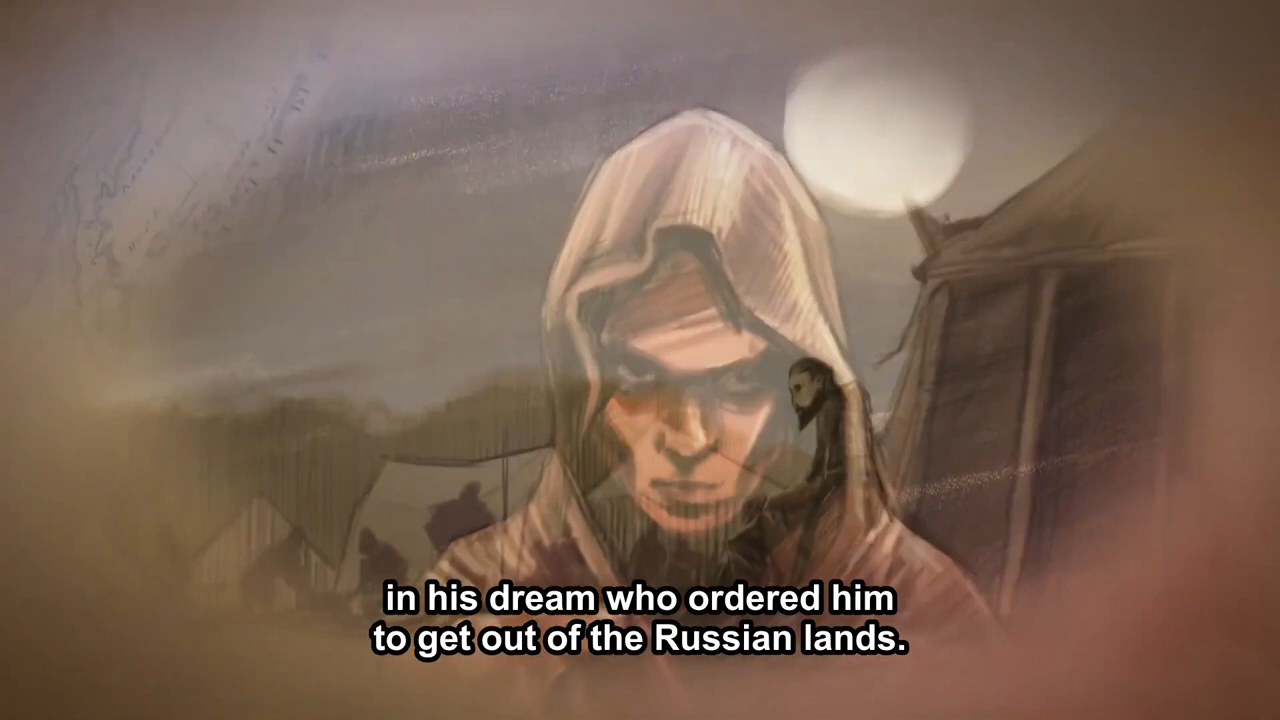 in his dream who ordered him
to get out of the Russian lands.